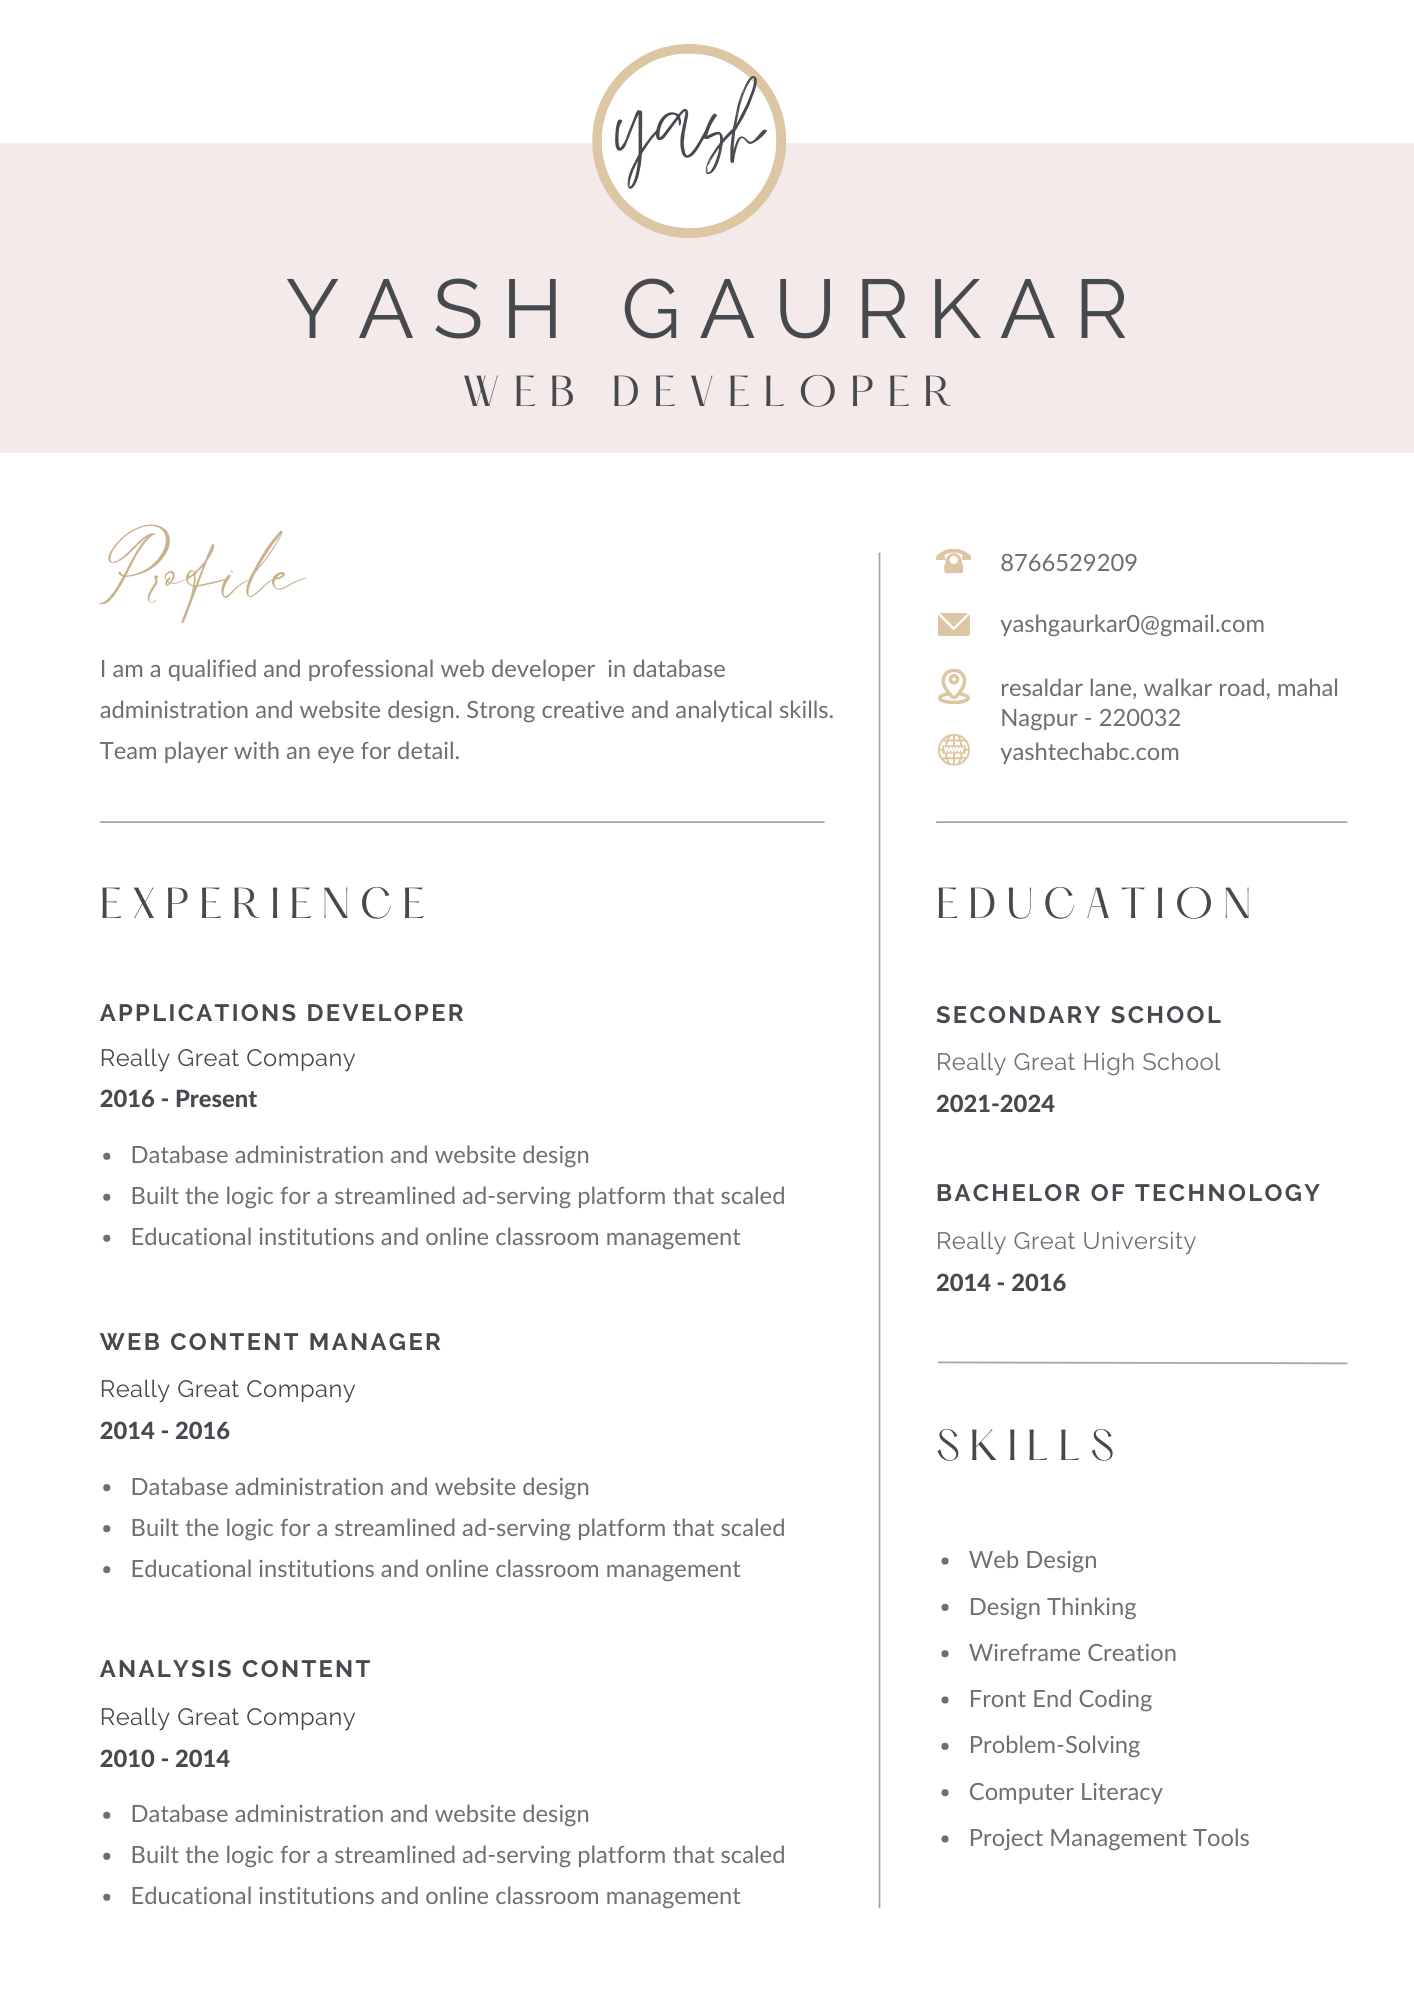 yash
YASH GAURKAR
WEB DEVELOPER
Profile
I am a qualified and professional web developer  in database
administration and website design. Strong creative and analytical skills.
Team player with an eye for detail.
8766529209
yashgaurkar0@gmail.com
resaldar lane, walkar road, mahal
Nagpur - 220032
yashtechabc.com
EXPERIENCE
APPLICATIONS DEVELOPER
Really Great Company
2016 - Present
• Database administration and website design
• Built the logic for a streamlined ad-serving platform that scaled
• Educational institutions and online classroom management
WEB CONTENT MANAGER
Really Great Company
2014 - 2016
• Database administration and website design
• Built the logic for a streamlined ad-serving platform that scaled
• Educational institutions and online classroom management
ANALYSIS CONTENT
Really Great Company
2010 - 2014
• Database administration and website design
• Built the logic for a streamlined ad-serving platform that scaled
• Educational institutions and online classroom management
EDUCATION
SECONDARY SCHOOL
Really Great High School
2021-2024
BACHELOR OF TECHNOLOGY
Really Great University
2014 - 2016
SKILLS
• Web Design
• Design Thinking
• Wireframe Creation
• Front End Coding
• Problem-Solving
• Computer Literacy
• Project Management Tools